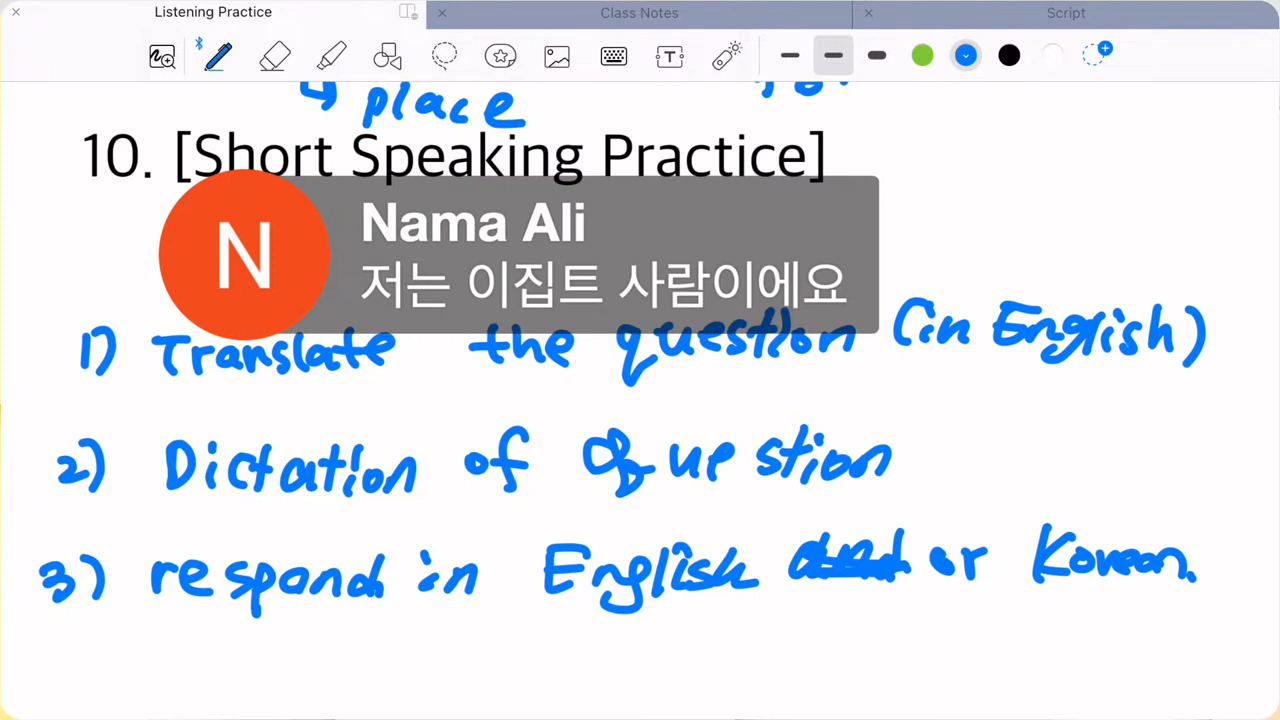 Listening Practice
Class Notes
Script
place
10. [Short Speaking Practice]
N
Nama Ali
저는 이집트 사람이에요
1) Translate the question (in English)
2) Dictation of question
3) respond in English and or Korean.